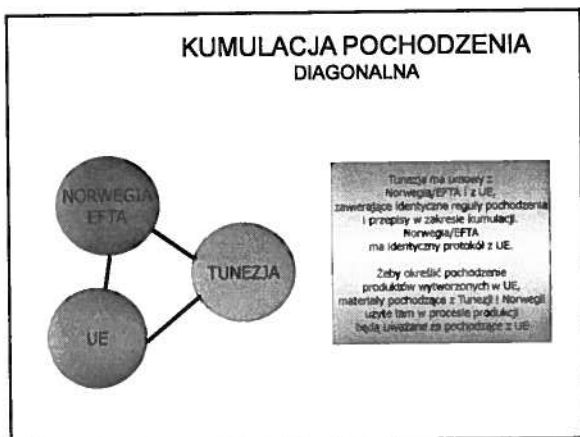 KUMULACJA POCHODZENIA
DIAGONALNA
NORWEGIA
EFTA
TUNEZJA
UE
Tunezja ma umowy z
Norwegia/EFTA i z UE,
zawierające identyczne reguły pochodzenia
i przepisy w zakresie kumulacji.
Norwegia/EFTA
ma identyczny protokół z UE.
Żeby określić pochodzenie
produktów wytworzonych w UE,
materiały pochodzące z Tunezji i Norwegii
użyte tam w procesie produkcji
będą uważane za pochodzące z UE